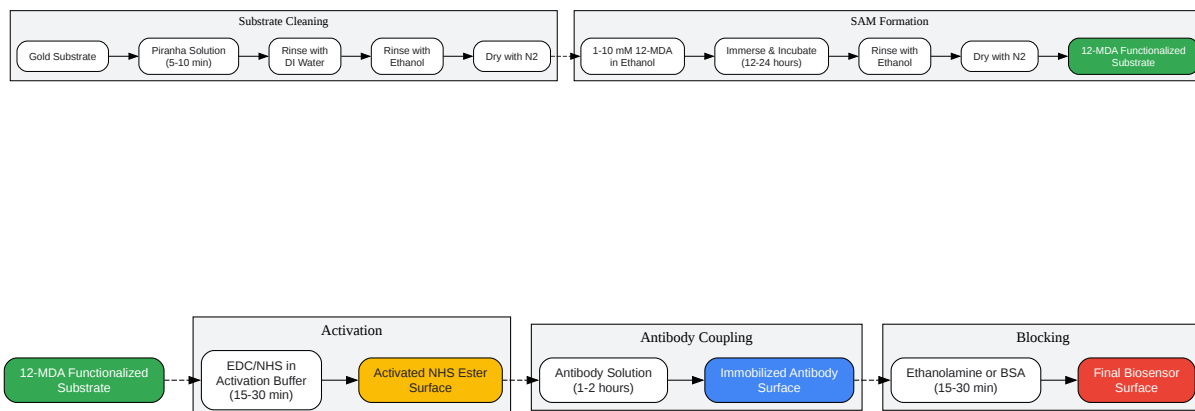 Substrate Cleaning
SAM Formation
Gold Substrate
Piranha Solution
(5-10 min)
Rinse with
DI Water
Rinse with
Ethanol
Dry with N2
1-10 mM 12-MDA
in Ethanol
Immerse & Incubate
(12-24 hours)
Rinse with
Ethanol
Dry with N2
12-MDA Functionalized
Substrate
Activation
Antibody Coupling
Blocking
12-MDA Functionalized
Substrate
EDC/NHS in
Activation Buffer
(15-30 min)
Activated NHS Ester
Surface
Antibody Solution
(1-2 hours)
Immobilized Antibody
Surface
Ethanolamine or BSA
(15-30 min)
Final Biosensor
Surface